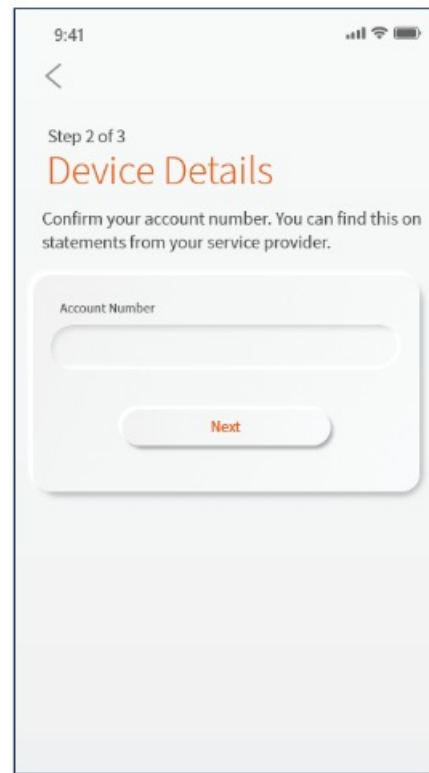 9:41
Step 2 of 3
Device Details
Confirm your account number. You can find this on
statements from your service provider.
Account Number
Next